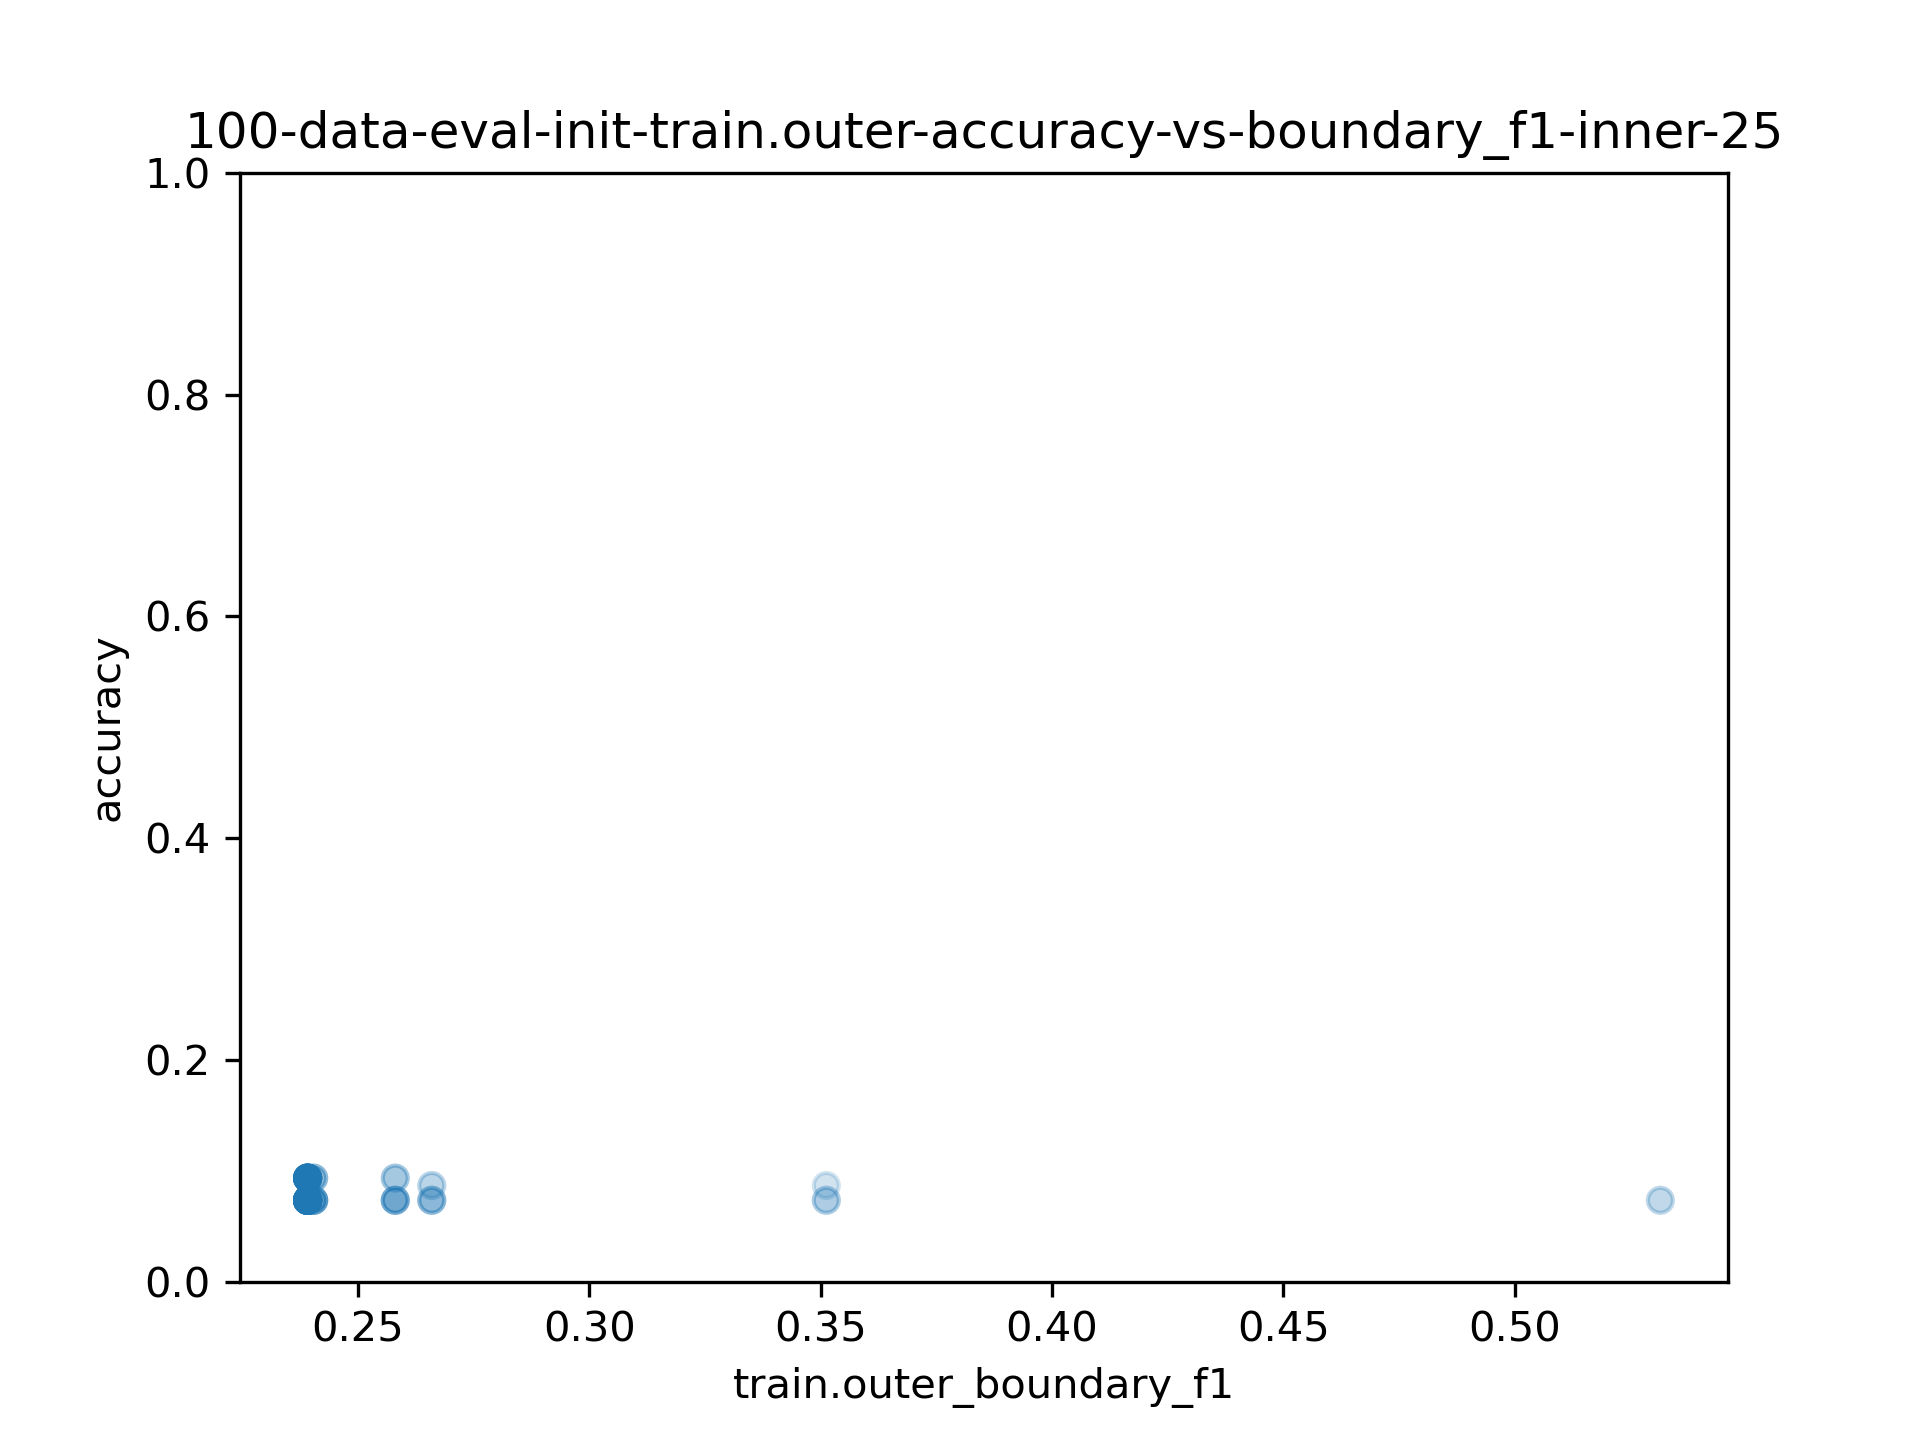 100-data-eval-init-train.outer-accuracy-vs-boundary_f1-inner-25
1.0
0.8
0.6
0.4
0.2
0.0
accuracy
0.25 0.30 0.35 0.40 0.45 0.50
train.outer_boundary_f1